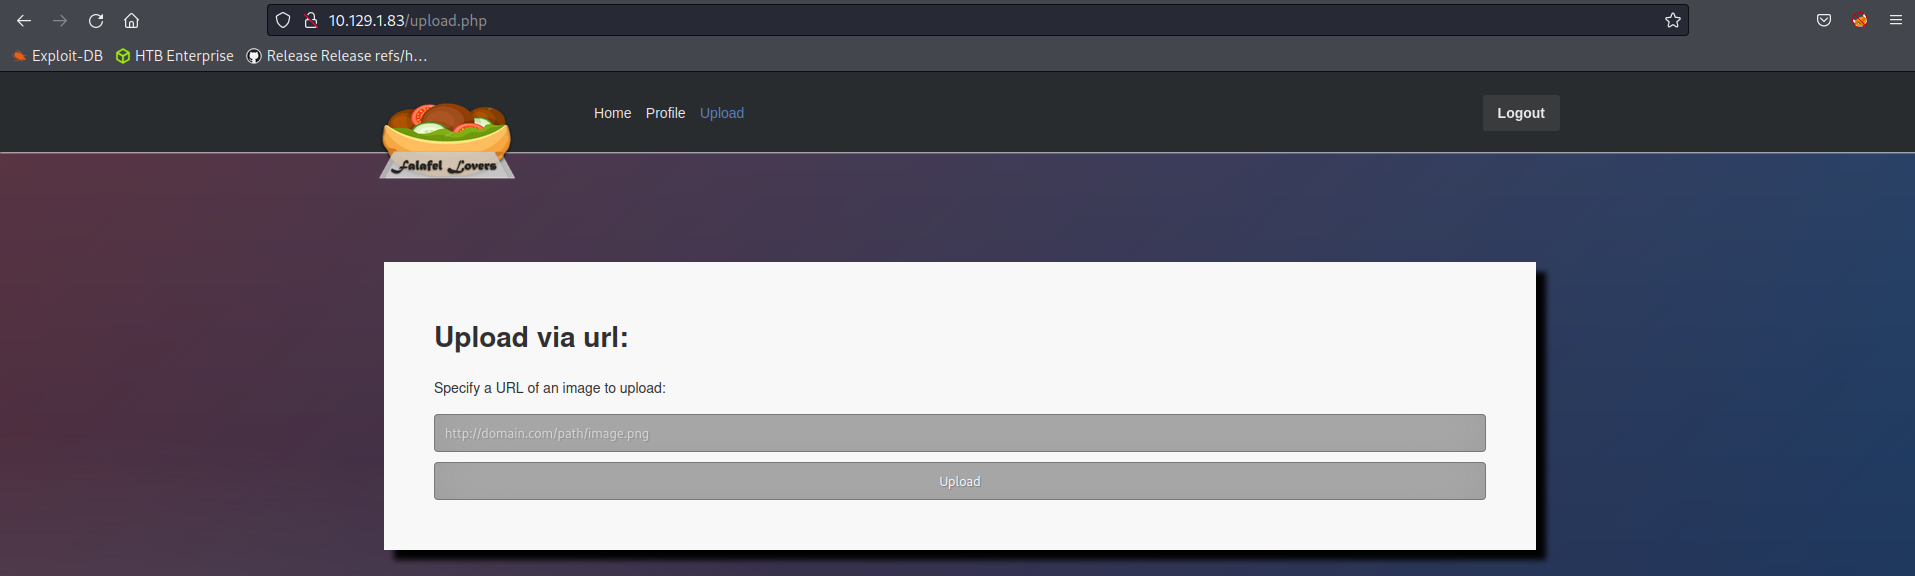 10.129.1.83/upload.php
Exploit-DB HTB Enterprise Release Release refs/h...
Home Profile Upload Logout
Falafel Lovers
Upload via url:
Specify a URL of an image to upload:
http://domain.com/path/image.png
Upload